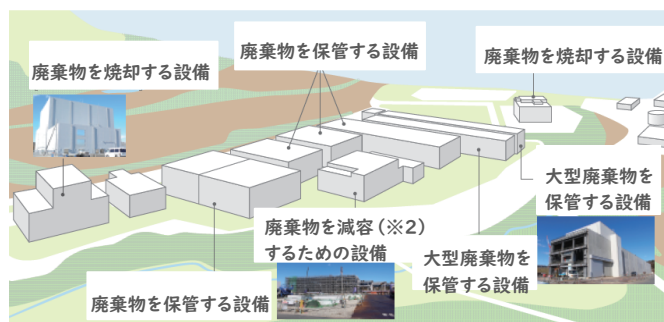 廃棄物を焼却する設備
廃棄物を保管する設備
廃棄物を焼却する設備
大型廃棄物を
保管する設備
廃棄物を減容(※2)
するための設備
大型廃棄物を
保管する設備
廃棄物を保管する設備